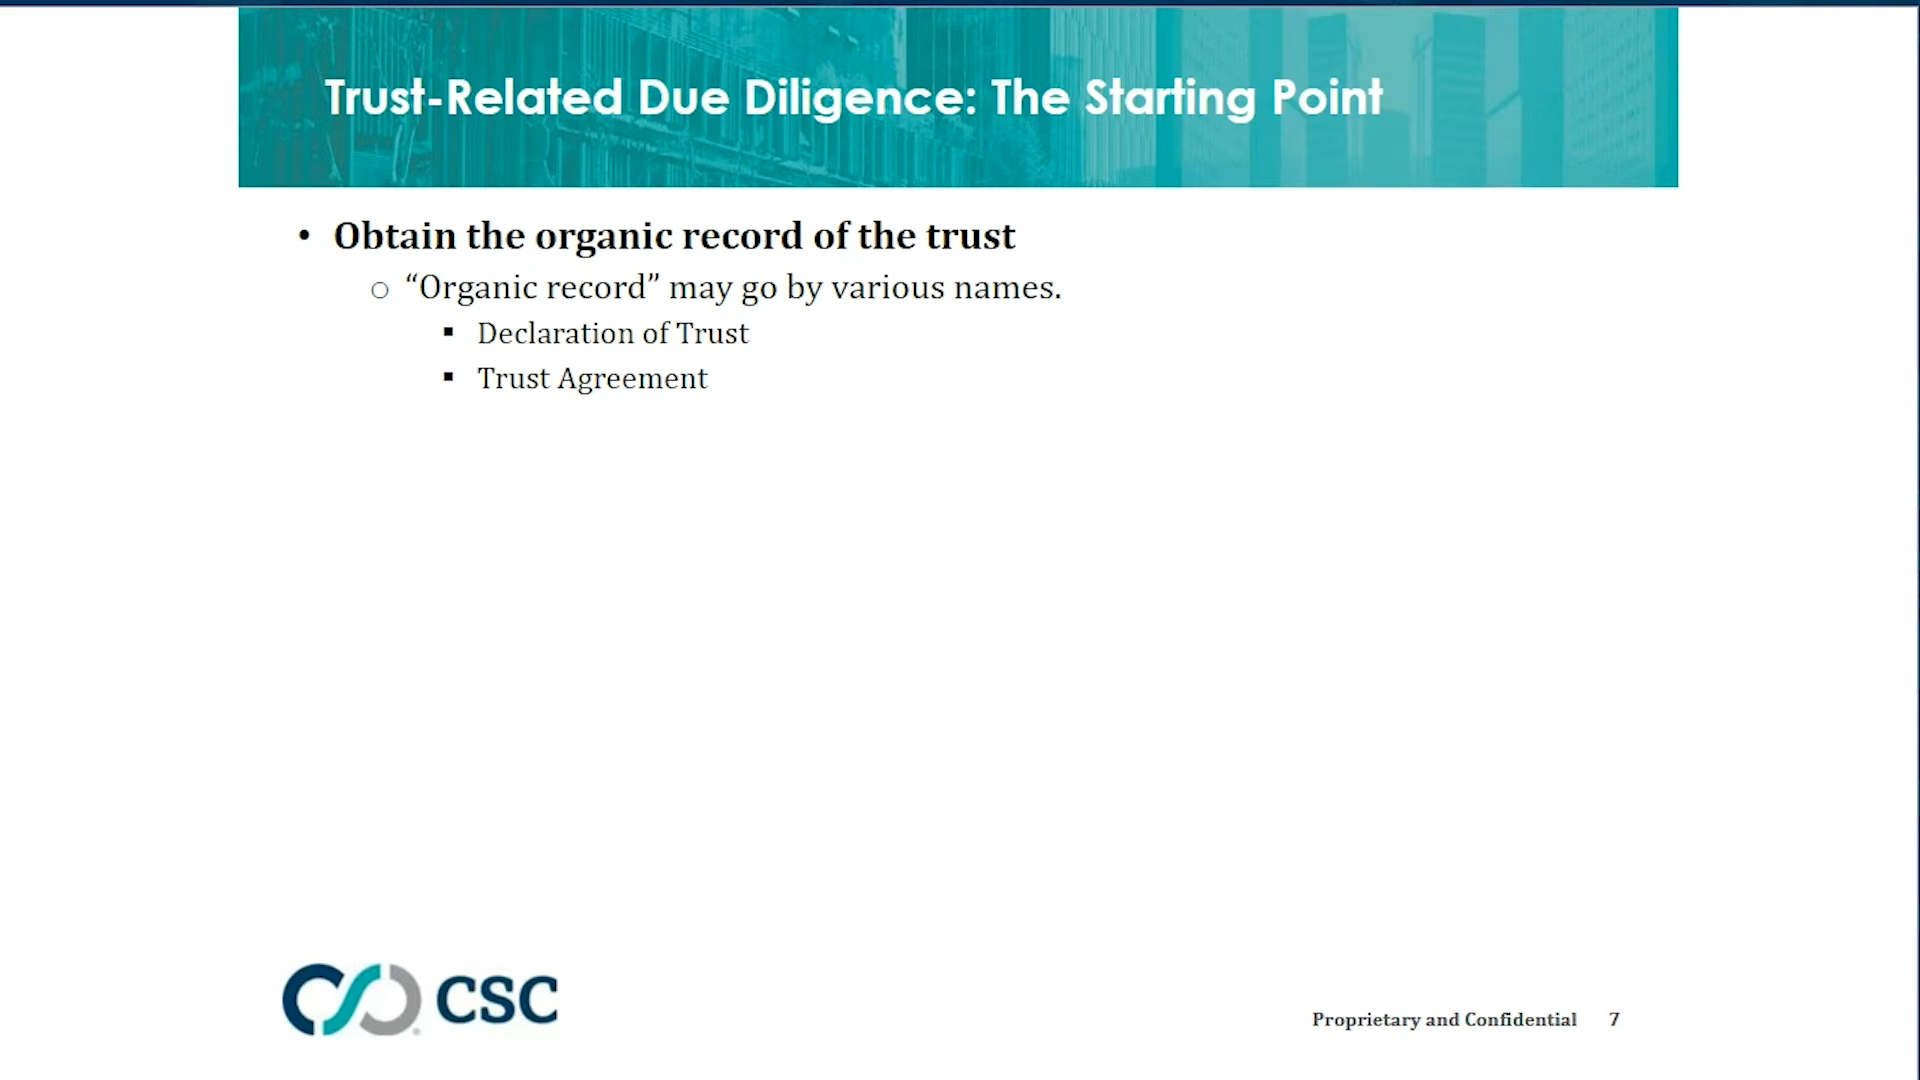 Trust-Related Due Diligence: The Starting Point
• Obtain the organic record of the trust
○ “Organic record” may go by various names.
▪ Declaration of Trust
▪ Trust Agreement
CSC
Proprietary and Confidential 7